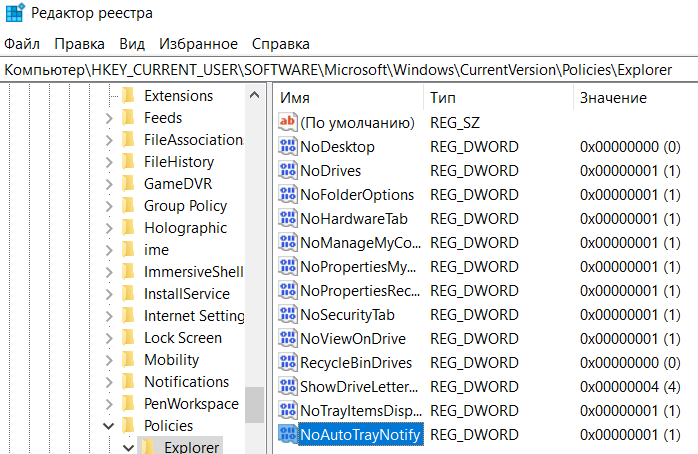 Редактор реестра
Файл Правка Вид Избранное Справка
Компьютер\HKEY_CURRENT_USER\SOFTWARE\Microsoft\Windows\CurrentVersion\Policies\Explorer
Extensions
Feeds
FileAssociation
FileHistory
GameDVR
Group Policy
Holographic
ime
ImmersiveShell
InstallService
Internet Setting
Lock Screen
Mobility
Notifications
PenWorkspace
Policies
Explorer
Имя Тип Значение
(По умолчанию) REG_SZ
NoDesktop REG_DWORD 0x00000000 (0)
NoDrives REG_DWORD 0x00000001 (1)
NoFolderOptions REG_DWORD 0x00000001 (1)
NoHardwareTab REG_DWORD 0x00000001 (1)
NoManageMyCo... REG_DWORD 0x00000001 (1)
NoPropertiesMy... REG_DWORD 0x00000001 (1)
NoPropertiesRec... REG_DWORD 0x00000001 (1)
NoSecurityTab REG_DWORD 0x00000001 (1)
NoViewOnDrive REG_DWORD 0x00000001 (1)
RecycleBinDrives REG_DWORD 0x00000000 (0)
ShowDriveLetter... REG_DWORD 0x00000004 (4)
NoTrayItemsDisp... REG_DWORD 0x00000001 (1)
NoAutoTrayNotify REG_DWORD 0x00000001 (1)